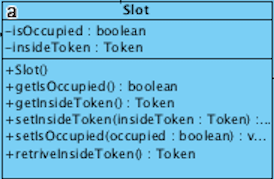 a
Slot
-isOccupied : boolean
-insideToken : Token
+Slot()
+getIsOccupied() : boolean
+getInsideToken() : Token
+setInsideToken(insideToken : Token) :...
+setIsOccupied(occupied : boolean) : v...
+retriveInsideToken() : Token